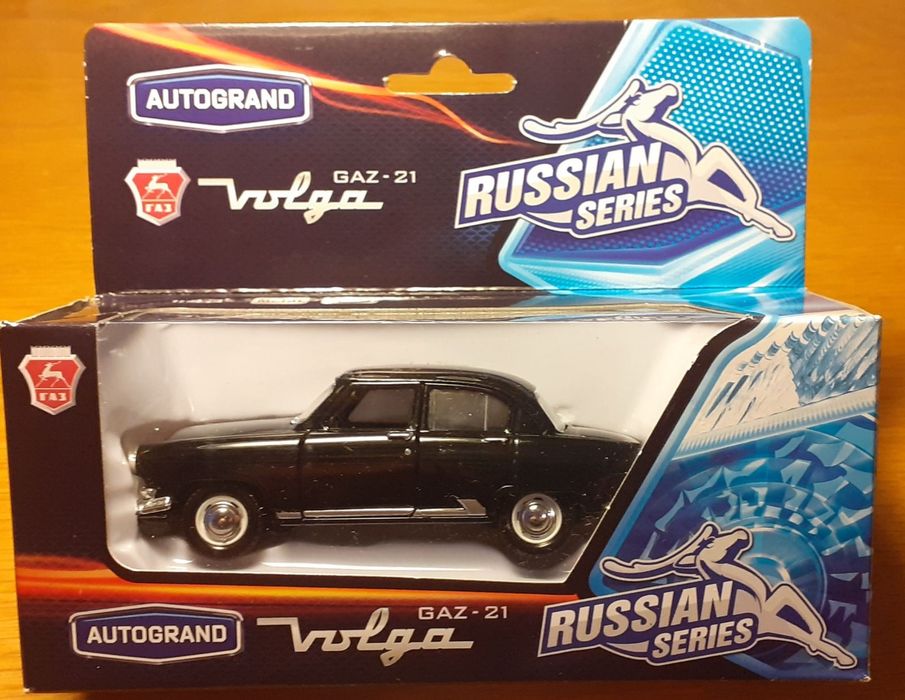 AUTOGRAND
ГАЗ
Volga
GAZ-21
RUSSIAN
SERIES
ГАЗ
AUTOGRAND
Volga
GAZ-21
RUSSIAN
SERIES